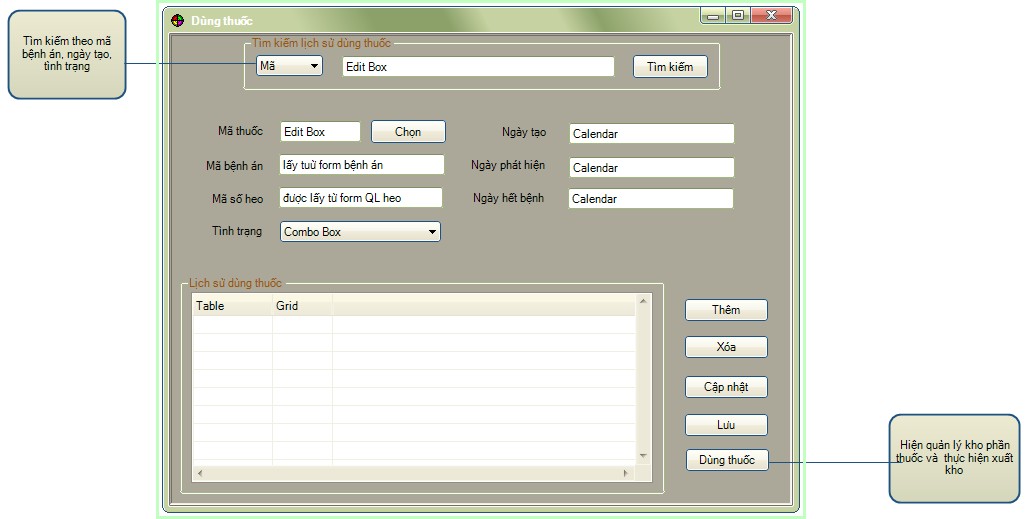 Dùng thuốc
Tìm kiếm theo mã
bệnh án, ngày tạo,
tình trạng
Tìm kiếm lịch sử dùng thuốc
Mã
Edit Box
Tìm kiếm
Mã thuốc
Edit Box
Chọn
Ngày tạo
Calendar
Mã bệnh án
lấy tuừ form bệnh án
Ngày phát hiện
Calendar
Mã số heo
được lấy từ form QL heo
Ngày hết bệnh
Calendar
Tình trạng
Combo Box
Lịch sử dùng thuốc
Table Grid
Thêm
Xóa
Cập nhật
Lưu
Dùng thuốc
Hiện quản lý kho phần
thuốc và thực hiện xuất
kho